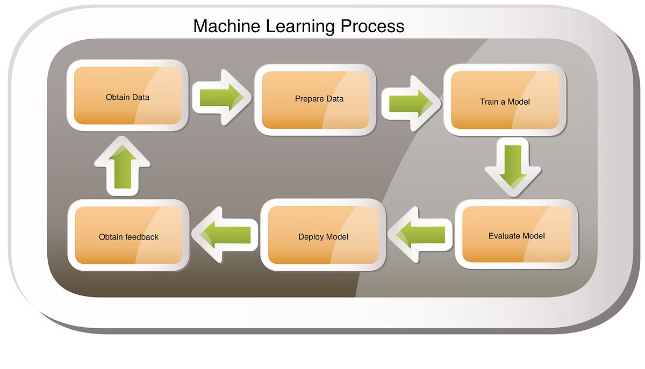 Machine Learning Process
Obtain Data
Prepare Data
Train a Model
Obtain feedback
Deploy Model
Evaluate Model